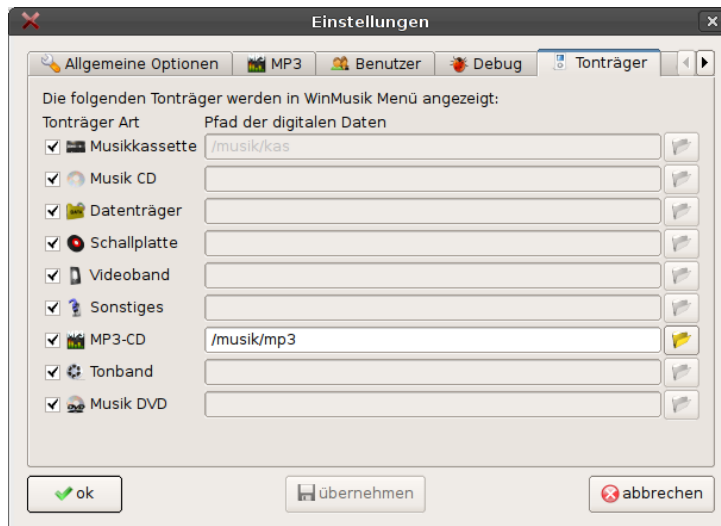 Einstellungen
Allgemeine Optionen MP3 Benutzer Debug Tonträger
Die folgenden Tonträger werden in WinMusik Menü angezeigt:
Tonträger Art Pfad der digitalen Daten
Musikkassette /musik/kas
Musik CD
Datenträger
Schallplatte
Videoband
Sonstiges
MP3-CD /musik/mp3
Tonband
Musik DVD
ok übernehmen abbrechen